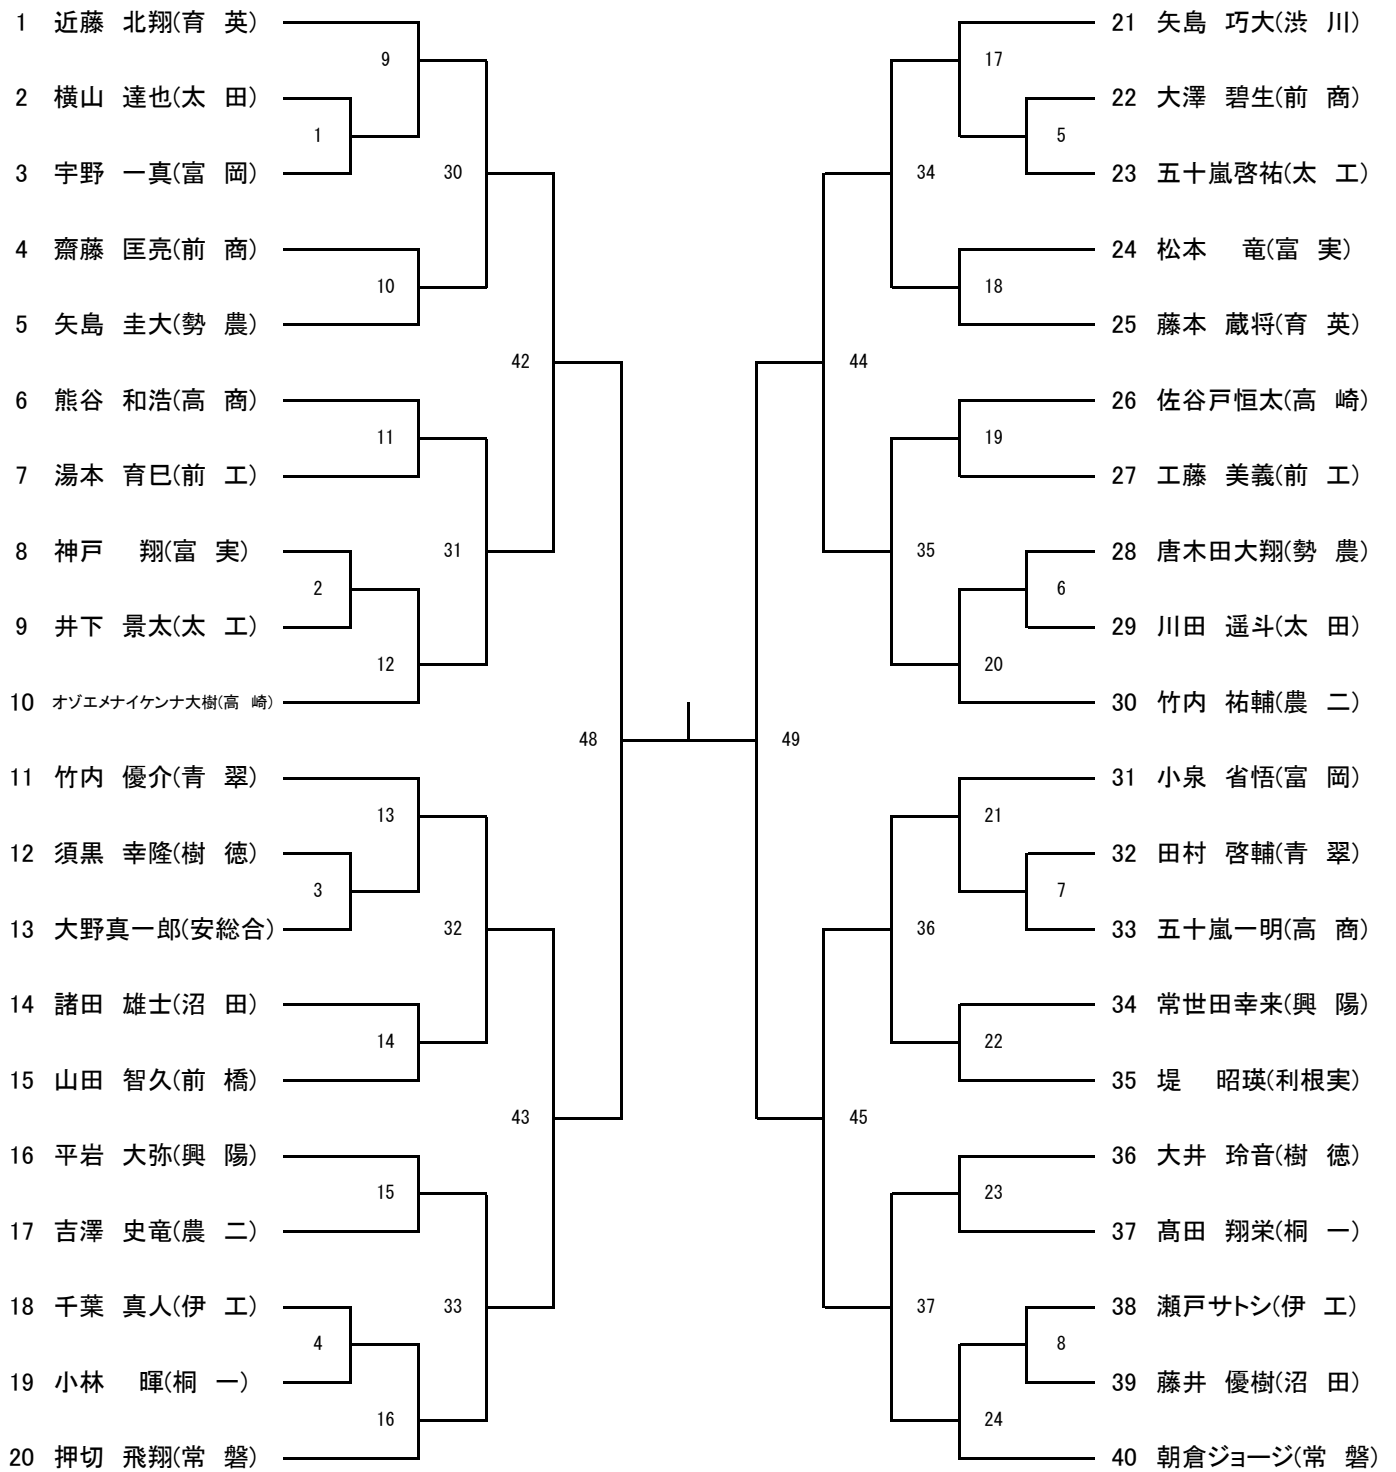 1 近藤 北翔(育 英)
9
2 横山 達也(太 田)
1
3 宇野 一真(富 岡)
30
4 齋藤 匡亮(前 商)
10
5 矢島 圭大(勢 農)
42
6 熊谷 和浩(高 商)
11
7 湯本 育巳(前 工)
8 神戸 翔(富 実)
31
2
9 井下 景太(太 工)
12
10 オゾエメナイケンナ大樹(高 崎)
48
11 竹内 優介(青 翠)
13
12 須黒 幸隆(樹 徳)
3
13 大野真一郎(安総合)
32
14 諸田 雄士(沼 田)
14
15 山田 智久(前 橋)
43
16 平岩 大弥(興 陽)
15
17 吉澤 史竜(農 二)
18 千葉 真人(伊 工)
33
4
19 小林 暉(桐 一)
16
20 押切 飛翔(常 磐)
21 矢島 巧大(渋 川)
17
22 大澤 碧生(前 商)
5
23 五十嵐啓祐(太 工)
34
24 松本 竜(富 実)
18
25 藤本 蔵将(育 英)
44
26 佐谷戸恒太(高 崎)
19
27 工藤 美義(前 工)
28 唐木田大翔(勢 農)
35
6
29 川田 遥斗(太 田)
20
30 竹内 祐輔(農 二)
49
31 小泉 省悟(富 岡)
21
32 田村 啓輔(青 翠)
7
33 五十嵐一明(高 商)
36
34 常世田幸来(興 陽)
22
35 堤 昭瑛(利根実)
45
36 大井 玲音(樹 徳)
23
37 髙田 翔栄(桐 一)
38 瀬戸サトシ(伊 工)
37
8
39 藤井 優樹(沼 田)
24
40 朝倉ジョージ(常 磐)